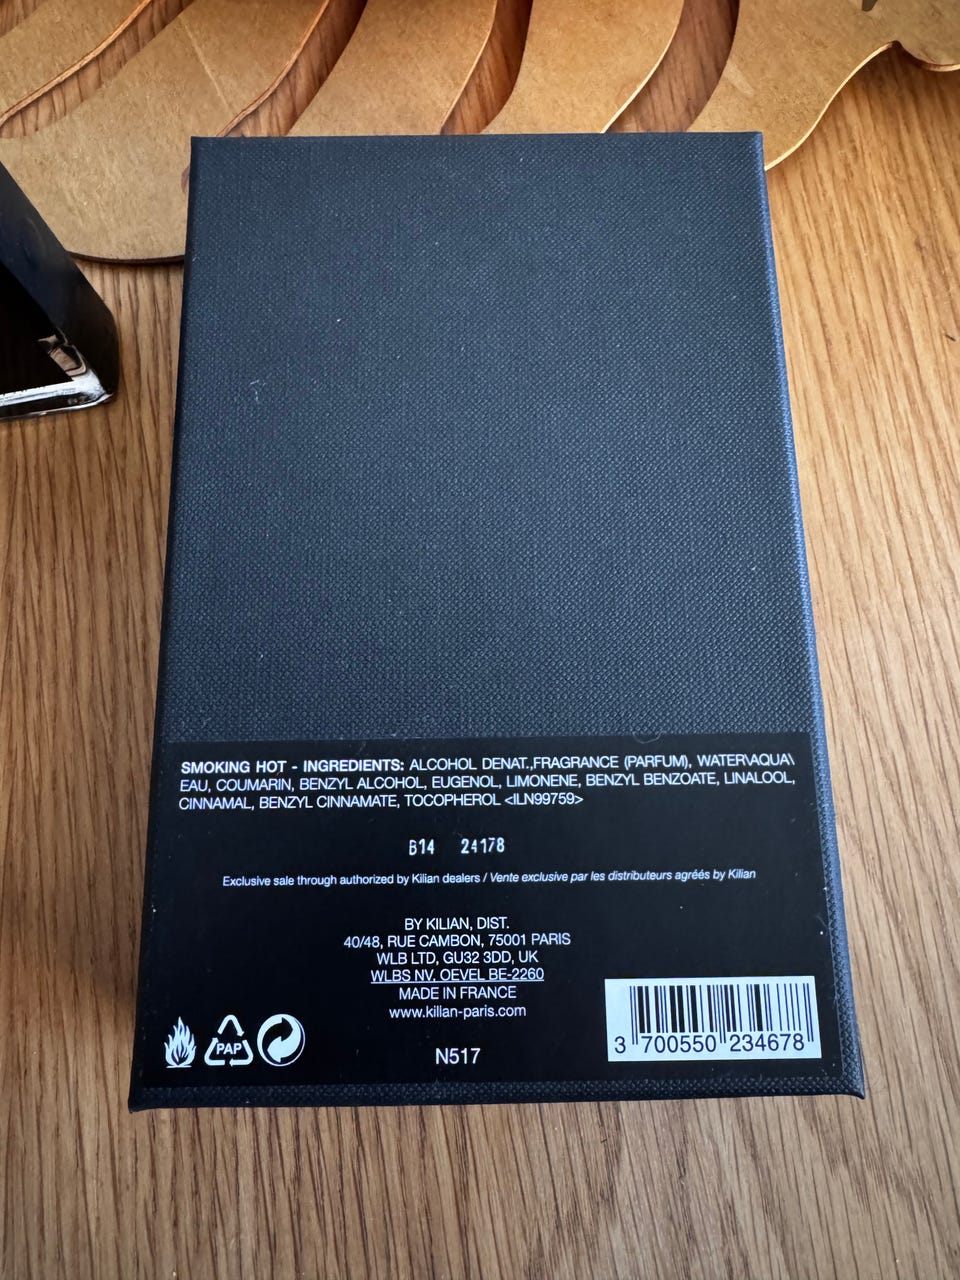 SMOKING HOT - INGREDIENTS: ALCOHOL DENAT.,FRAGRANCE (PARFUM), WATER\AQUA\
EAU, COUMARIN, BENZYL ALCOHOL, EUGENOL, LIMONENE, BENZYL BENZOATE, LINALOOL,
CINNAMAL, BENZYL CINNAMATE, TOCOPHEROL <ILN99759>
B14 24178
Exclusive sale through authorized by Kilian dealers / Vente exclusive par les distributeurs agréés by Kilian
BY KILIAN, DIST.
40/48, RUE CAMBON, 75001 PARIS
WLB LTD, GU32 3DD, UK
WLBS NV. OEVEL BE-2260
MADE IN FRANCE
www.kilian-paris.com
PAP
N517
3 700550 234678